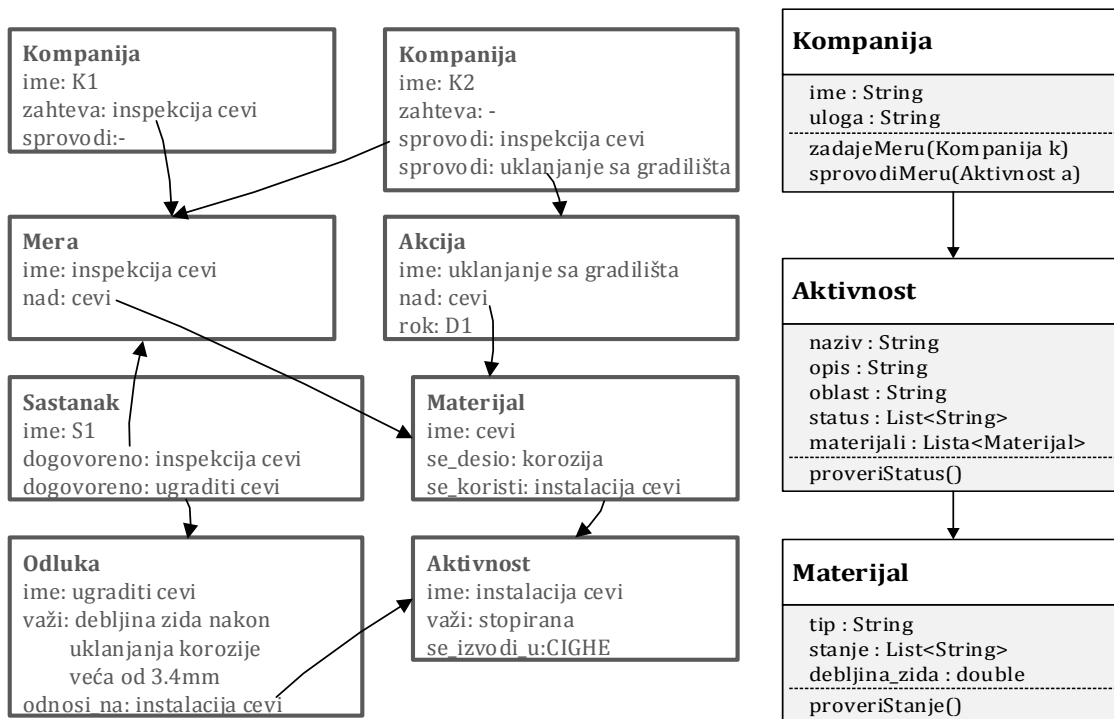 Kompanija
ime: K1
zahteva: inspekcija cevi
sprovodi:-
Kompanija
ime: K2
zahteva: -
sprovodi: inspekcija cevi
sprovodi: uklanjanje sa gradilišta
Mera
ime: inspekcija cevi
nad: cevi
Akcija
ime: uklanjanje sa gradilišta
nad: cevi
rok: D1
Sastanak
ime: S1
dogovoreno: inspekcija cevi
dogovoreno: ugraditi cevi
Materijal
ime: cevi
se_desio: korozija
se_koristi: instalacija cevi
Odluka
ime: ugraditi cevi
važi: debljina zida nakon
uklanjanja korozije
veća od 3.4mm
odnosi_na: instalacija cevi
Aktivnost
ime: instalacija cevi
važi: stopirana
se_izvodi_u:CIGHE
Kompanija
ime : String
uloga : String
zadajeMeru(Kompanija k)
sprovodiMeru(Aktivnost a)
Aktivnost
naziv : String
opis : String
oblast : String
status : List<String>
materijali : Lista<Materijal>
proveriStatus()
Materijal
tip : String
stanje : List<String>
debljina_zida : double
proveriStanje()